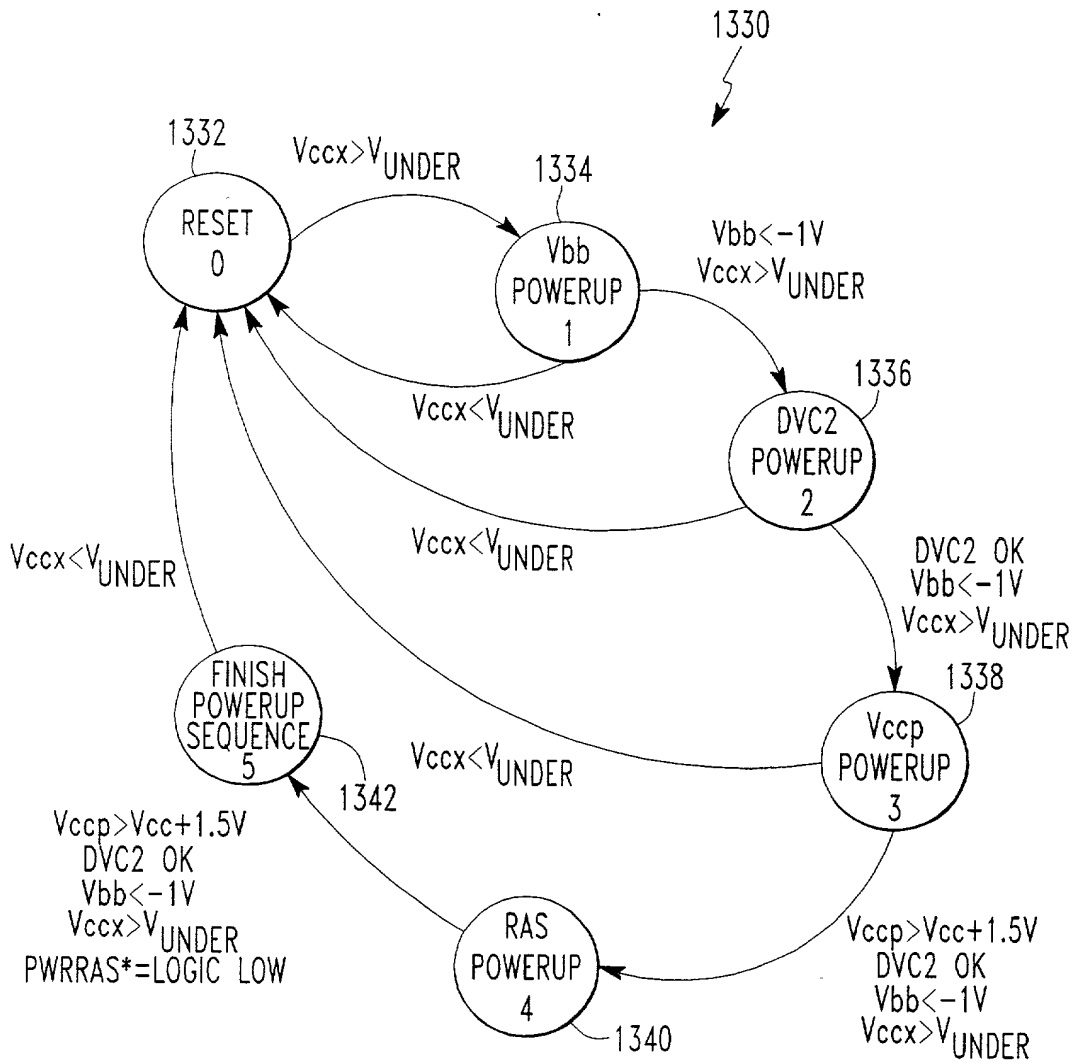 1330
1332
Vccx>VUNDER
1334
RESET
0
Vbb
POWERUP
1
Vbb<-1V
Vccx>VUNDER
1336
Vccx<VUNDER
DVC2
POWERUP
2
Vccx<VUNDER
Vccx<VUNDER
DVC2 OK
Vbb<-1V
Vccx>VUNDER
1338
FINISH
POWERUP
SEQUENCE
5
Vccx<VUNDER
Vccp
POWERUP
3
1342
Vccp>Vcc+1.5V
DVC2 OK
Vbb<-1V
Vccx>VUNDER
PWRRAS*=LOGIC LOW
RAS
POWERUP
4
1340
Vccp>Vcc+1.5V
DVC2 OK
Vbb<-1V
Vccx>VUNDER